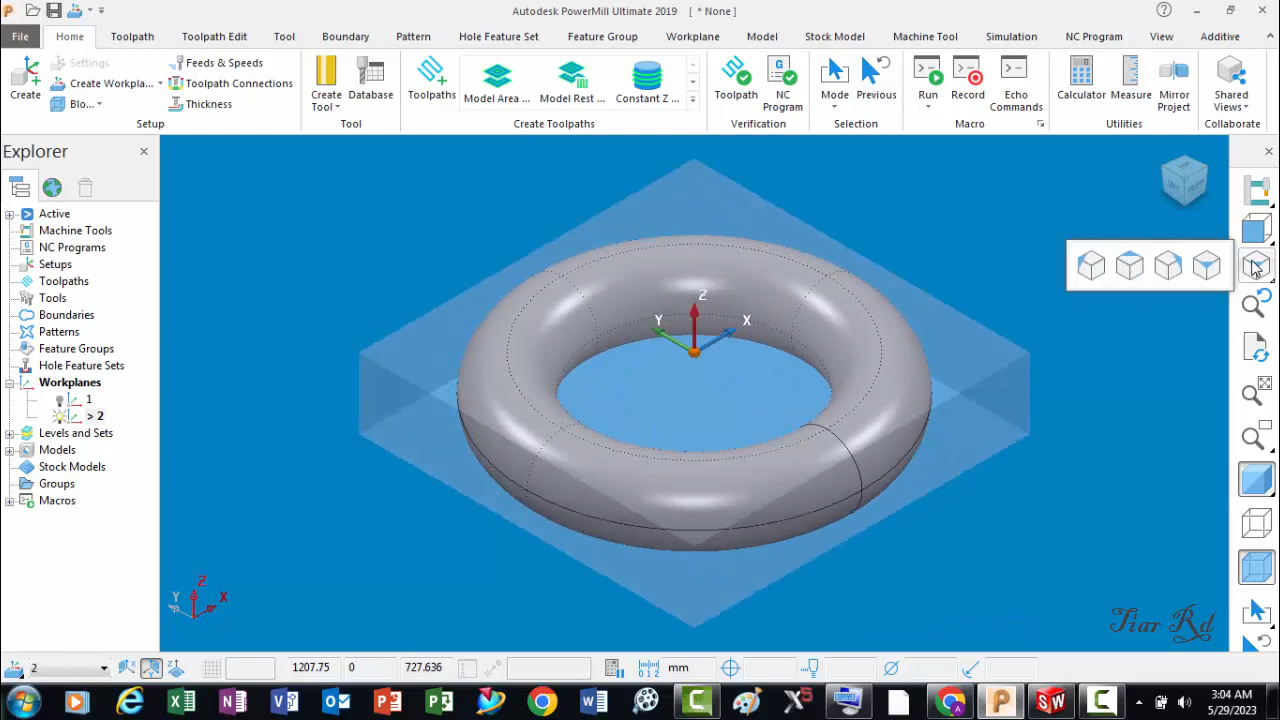 Autodesk PowerMill Ultimate 2019 [ * None ]
File Home Toolpath Toolpath Edit Tool Boundary Pattern Hole Feature Set Feature Group Workplane Model Stock Model Machine Tool Simulation NC Program View Additive
Create
Settings
Create Workpla...
Blo...
Feeds & Speeds
Toolpath Connections
Thickness
Setup
Create
Tool
Database
Tool
Toolpaths
Model Area ...
Model Rest ...
Constant Z ...
Create Toolpaths
Toolpath
NC
Program
Verification
Mode
Previous
Selection
Run
Record
Echo
Commands
Macro
Calculator
Measure
Mirror
Project
Utilities
Shared
Views
Collaborate
Explorer
Active
Machine Tools
NC Programs
Setups
Toolpaths
Tools
Boundaries
Patterns
Feature Groups
Hole Feature Sets
Workplanes
1
> 2
Levels and Sets
Models
Stock Models
Groups
Macros
TOP
LEFT FRONT
Z
Y X
Z
Y X
Tiar Rd
2 1207.75 0 727.636 mm
3:04 AM
5/29/2023